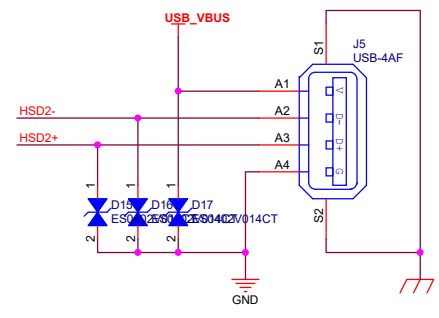 USB_VBUS
J5
USB-4AF
S1
A1
V
HSD2-
A2
D-
HSD2+
A3
D+
A4
G
1
1
1
D15
D16
D17
2
2
2
S2
GND